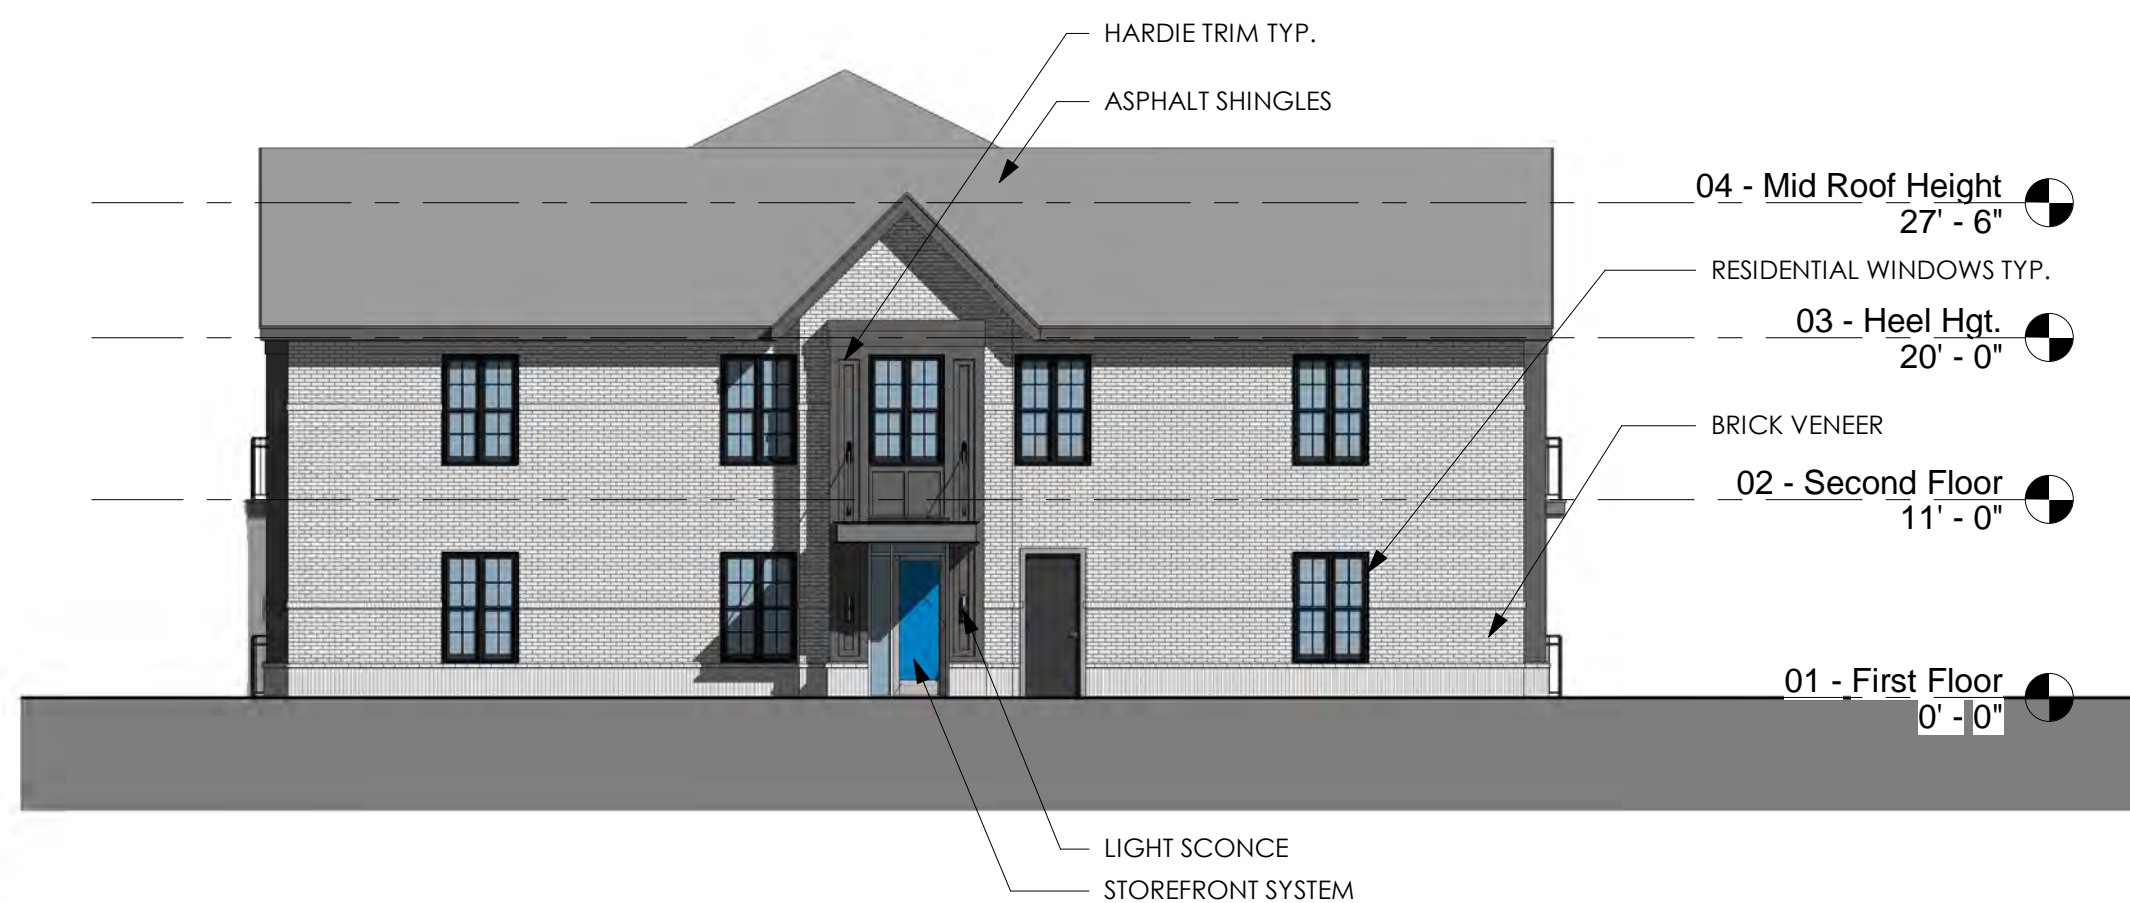 HARDIE TRIM TYP.
ASPHALT SHINGLES
04 - Mid Roof Height
27' - 6"
RESIDENTIAL WINDOWS TYP.
03 - Heel Hgt.
20' - 0"
BRICK VENEER
02 - Second Floor
11' - 0"
01 - First Floor
0' - 0"
LIGHT SCONCE
STOREFRONT SYSTEM